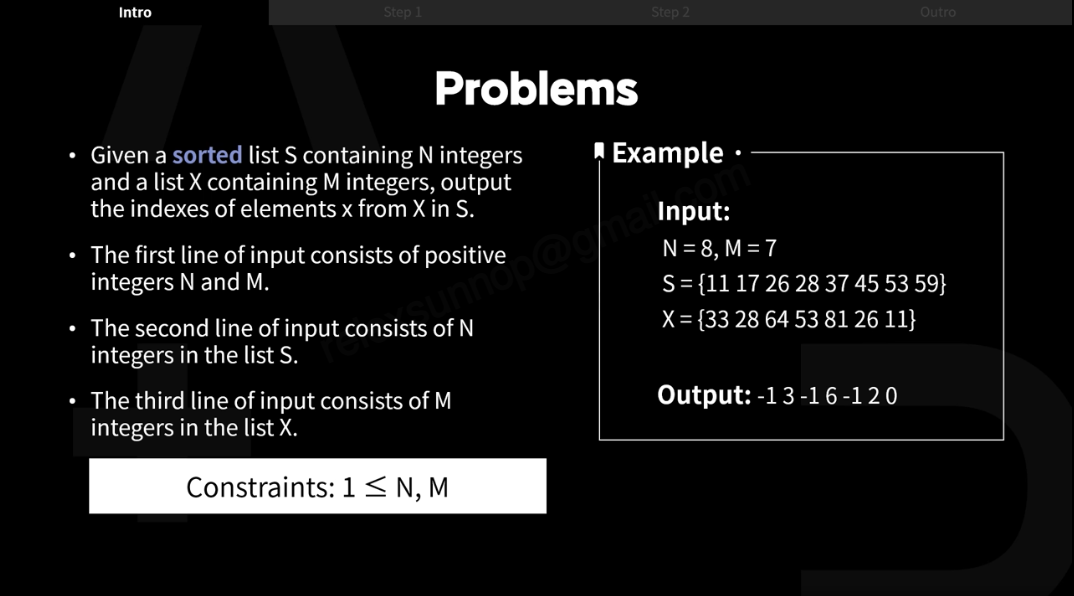 Intro
Step 1
Step 2
Outro
Problems
• Given a sorted list S containing N integers
and a list X containing M integers, output
the indexes of elements x from X in S.
• The first line of input consists of positive
integers N and M.
• The second line of input consists of N
integers in the list S.
• The third line of input consists of M
integers in the list X.
Constraints: 1 ≤ N, M
Example •
Input:
N = 8, M = 7
S = {11 17 26 28 37 45 53 59}
X = {33 28 64 53 81 26 11}
Output: -1 3 -1 6 -1 2 0